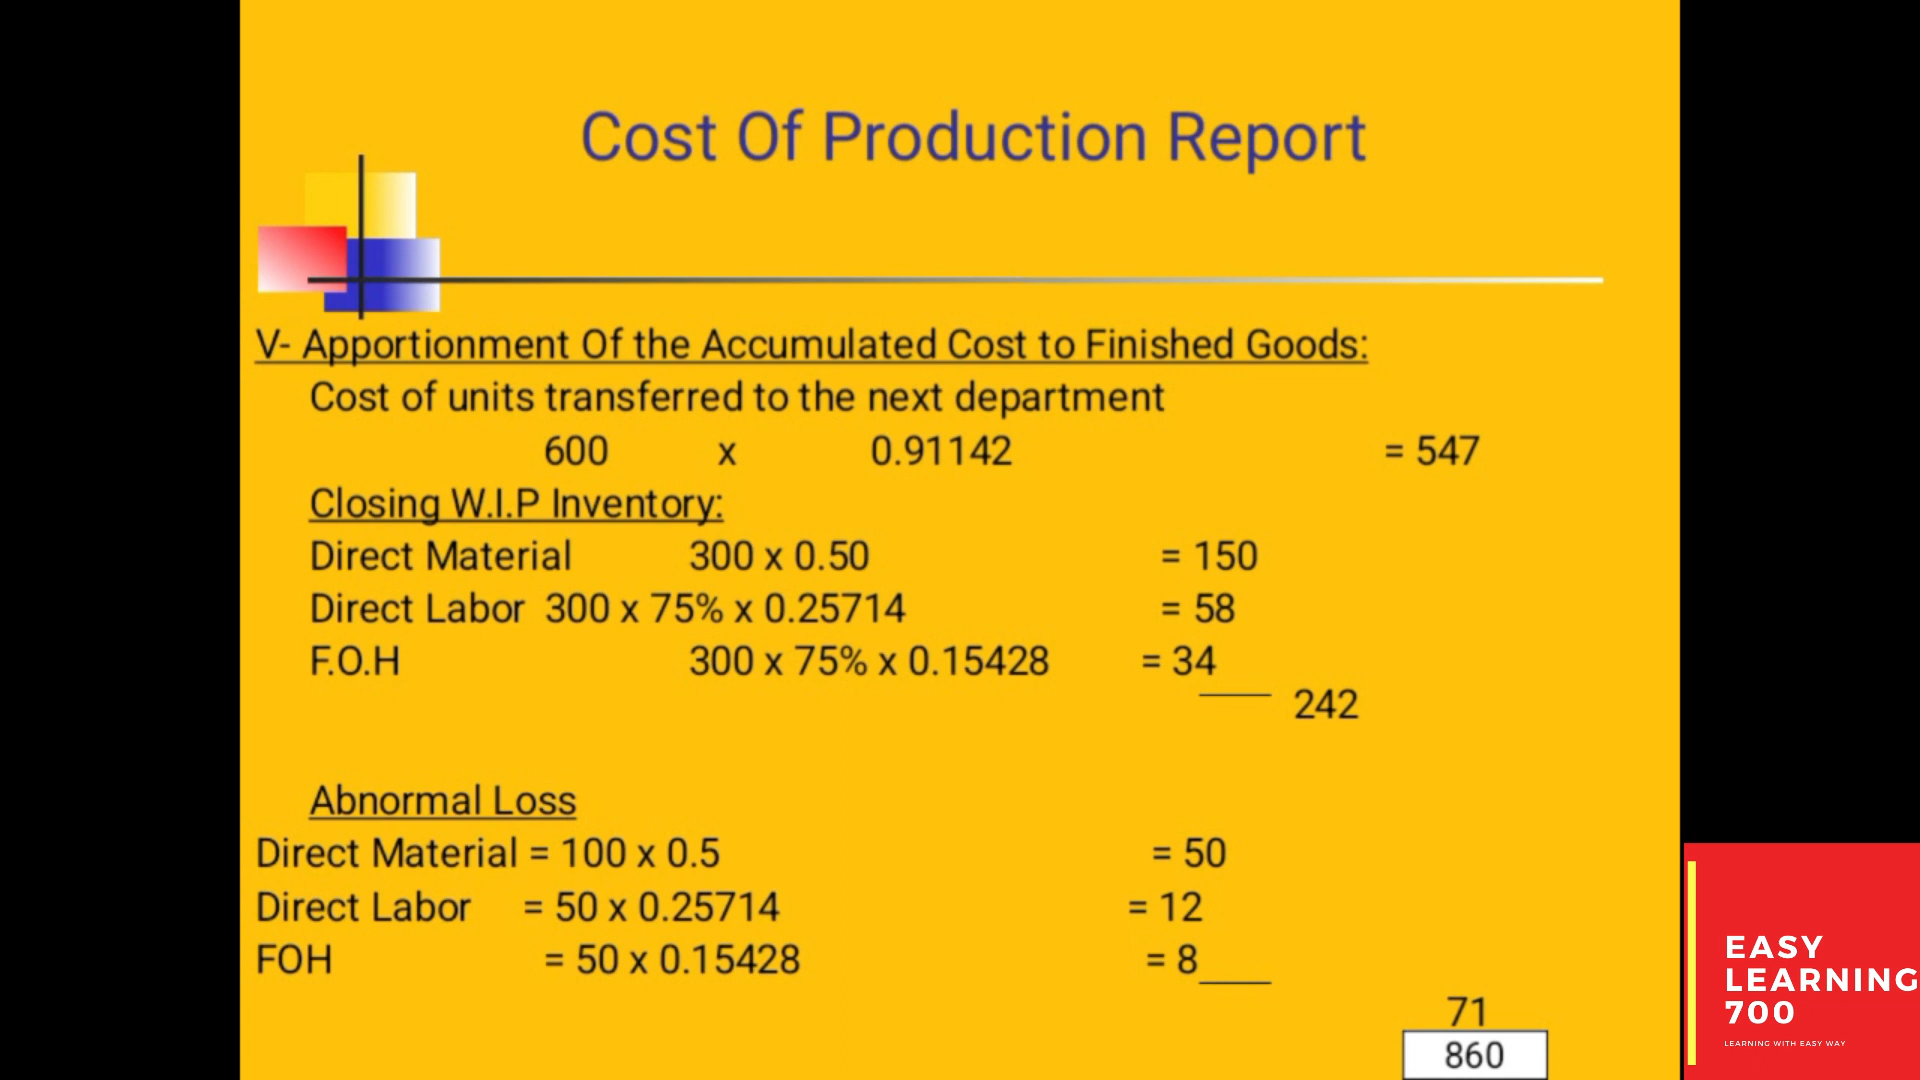 Cost Of Production Report
V- Apportionment Of the Accumulated Cost to Finished Goods:
Cost of units transferred to the next department
600 x 0.91142 = 547
Closing W.I.P Inventory:
Direct Material 300 x 0.50 = 150
Direct Labor 300 x 75% x 0.25714 = 58
F.O.H 300 x 75% x 0.15428 = 34
242
Abnormal Loss
Direct Material = 100 x 0.5 = 50
Direct Labor = 50 x 0.25714 = 12
FOH = 50 x 0.15428 = 8
71
860
EASY
LEARNING
700
LEARNING WITH EASY WAY